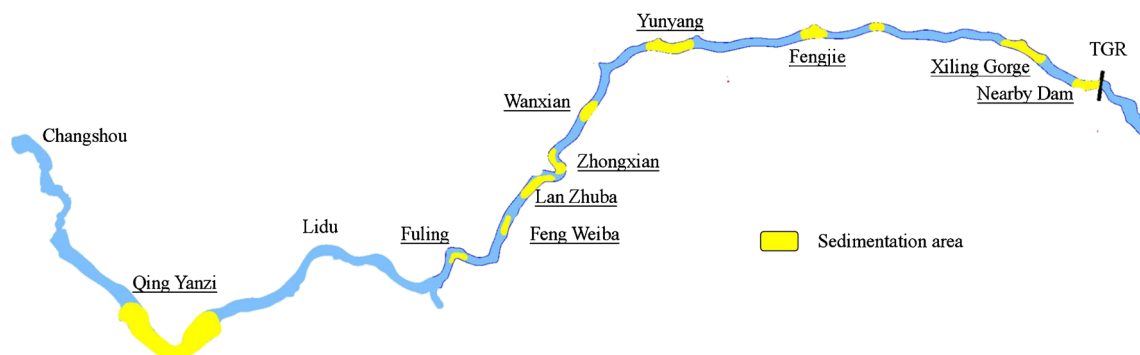 Yunyang
TGR
Fengjie
Xiling Gorge
Nearby Dam
Wanxian
Changshou
Zhongxian
Lan Zhuba
Lidu
Fuling
Feng Weiba
Sedimentation area
Qing Yanzi